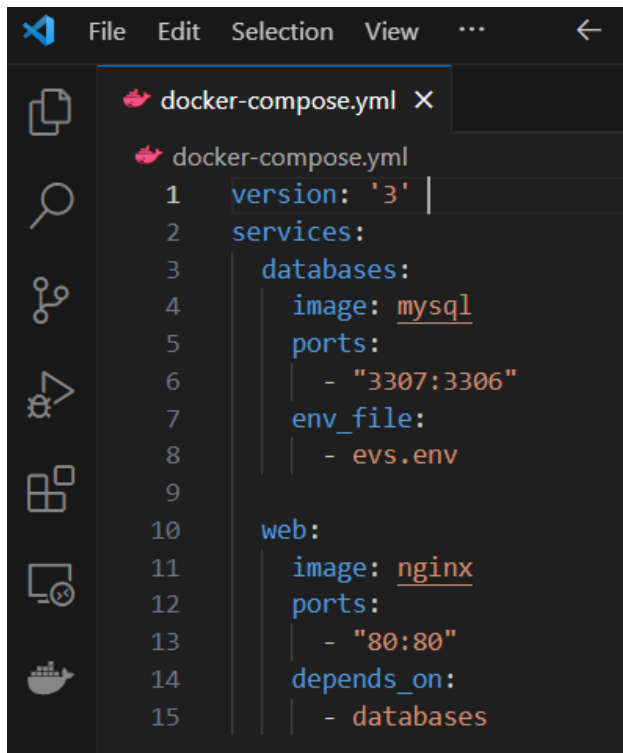 File Edit Selection View ···
docker-compose.yml
docker-compose.yml
1 version: '3'
2 services:
3   databases:
4     image: mysql
5     ports:
6       - "3307:3306"
7     env_file:
8       - evs.env
9
10   web:
11     image: nginx
12     ports:
13       - "80:80"
14     depends_on:
15       - databases